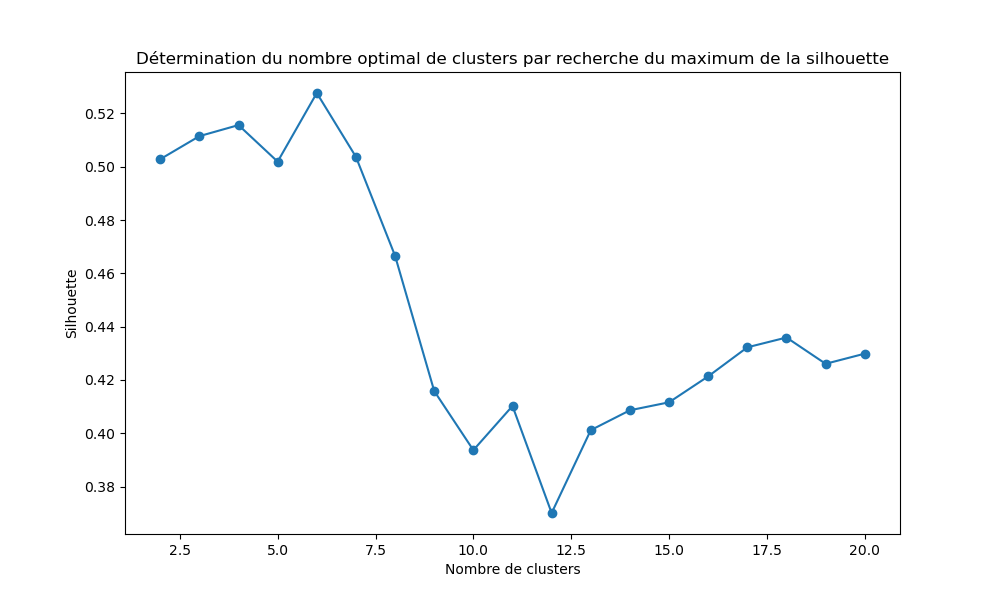 Détermination du nombre optimal de clusters par recherche du maximum de la silhouette
0.52
0.50
0.48
0.46
0.44
0.42
0.40
0.38
Silhouette
2.5 5.0 7.5 10.0 12.5 15.0 17.5 20.0
Nombre de clusters